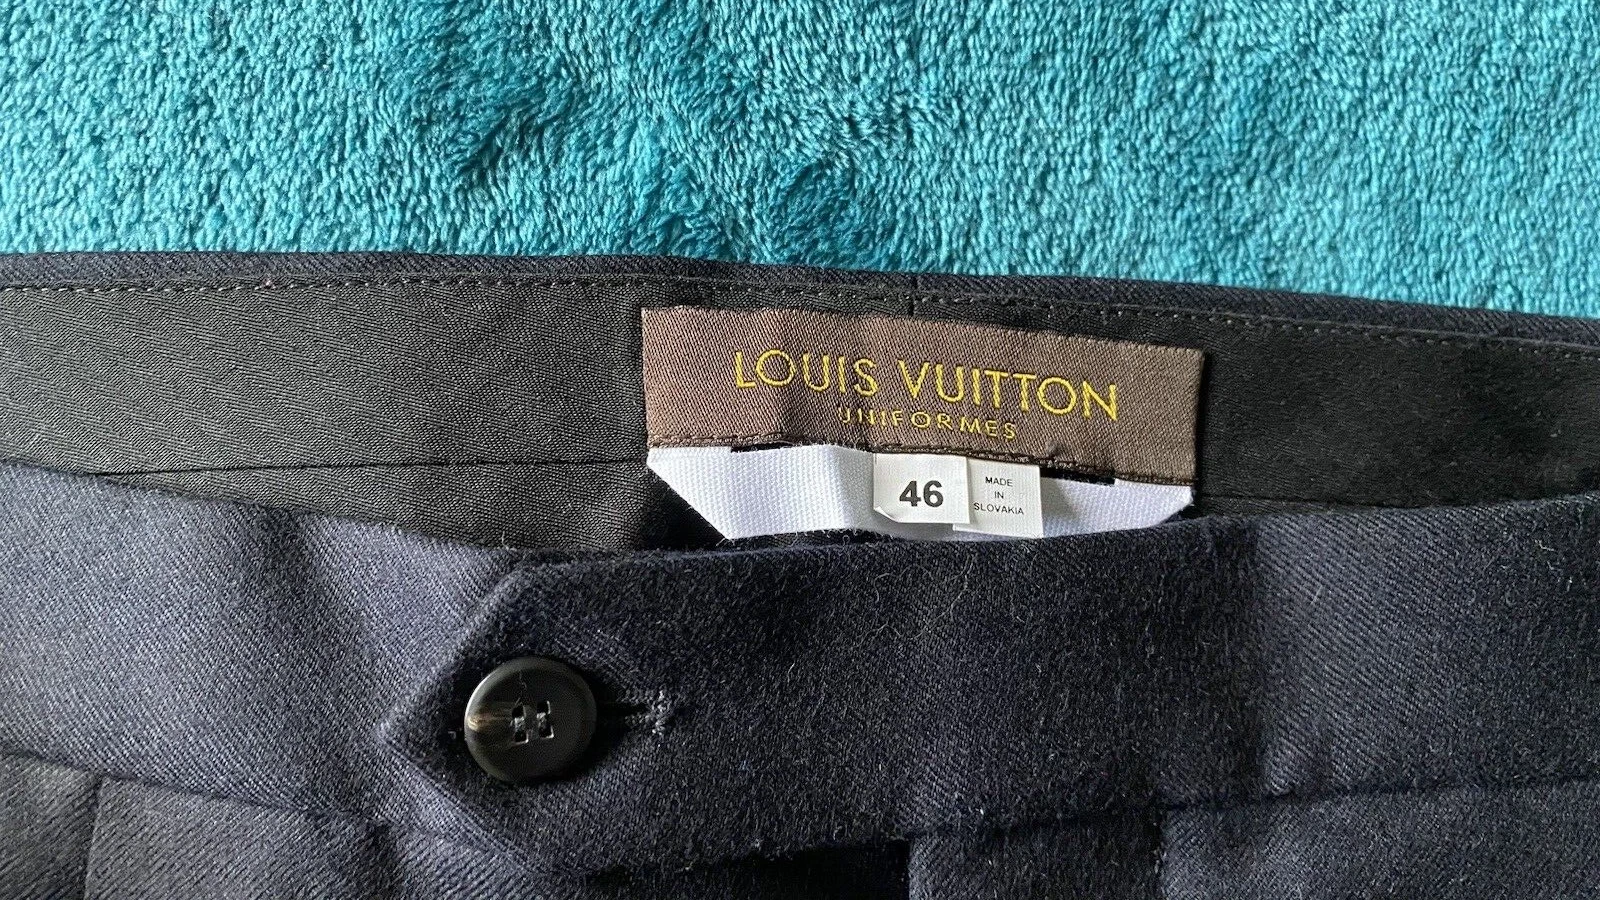 LOUIS VUITTON
UNIFORMES
46
MADE
IN
SLOVAKIA